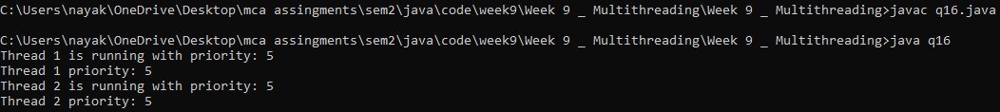 C:\Users\nayak\OneDrive\Desktop\mca assingments\sem2\java\code\week9\Week 9 _ Multithreading\Week 9 _ Multithreading>javac q16.java
C:\Users\nayak\OneDrive\Desktop\mca assingments\sem2\java\code\week9\Week 9 _ Multithreading\Week 9 _ Multithreading>java q16
Thread 1 is running with priority: 5
Thread 1 priority: 5
Thread 2 is running with priority: 5
Thread 2 priority: 5